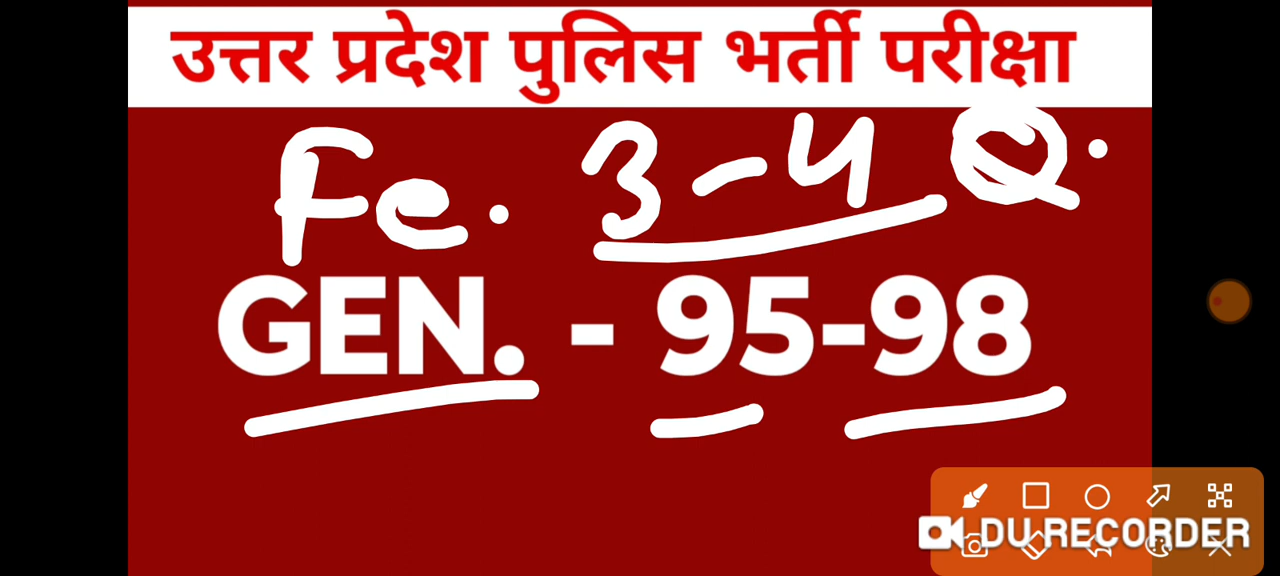 उत्तर प्रदेश पुलिस भर्ती परीक्षा
Fe. 3-4 Q.
GEN. - 95-98
DU RECORDER